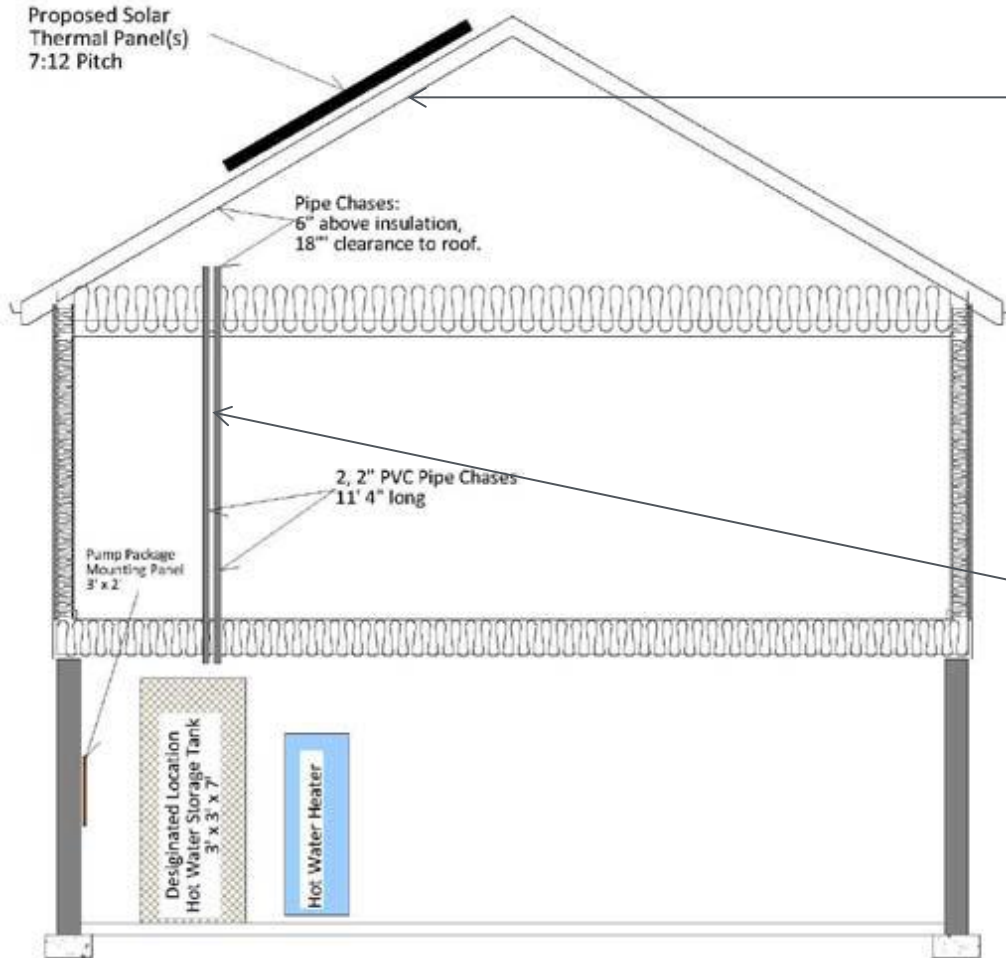 Proposed Solar
Thermal Panel(s)
7:12 Pitch
Pipe Chases:
6" above insulation,
18"' clearance to roof.
2, 2" PVC Pipe Chases
11' 4" long
Pump Package
Mounting Panel
3' x 2'
Desiginated Location
Hot Water Storage Tank
3' x 3' x 7'
Hot Water Heater